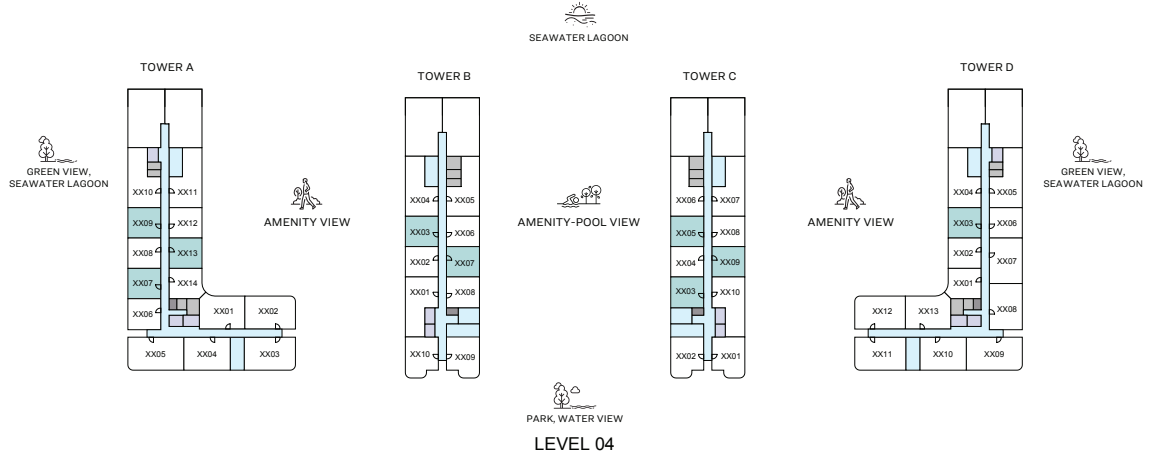 SEAWATER LAGOON
TOWER A
TOWER B
TOWER C
TOWER D
GREEN VIEW,
SEAWATER LAGOON
AMENITY VIEW
AMENITY-POOL VIEW
AMENITY VIEW
GREEN VIEW,
SEAWATER LAGOON
XX10 XX11
XX09 XX12
XX08 XX13
XX07 XX14
XX06 XX01 XX02
XX05 XX04 XX03
XX04 XX05
XX03 XX06
XX02 XX07
XX01 XX08
XX10 XX09
XX06 XX07
XX05 XX08
XX04 XX09
XX03 XX10
XX02 XX01
XX04 XX05
XX03 XX06
XX02 XX07
XX01
XX12 XX13 XX08
XX11 XX10 XX09
PARK, WATER VIEW
LEVEL 04